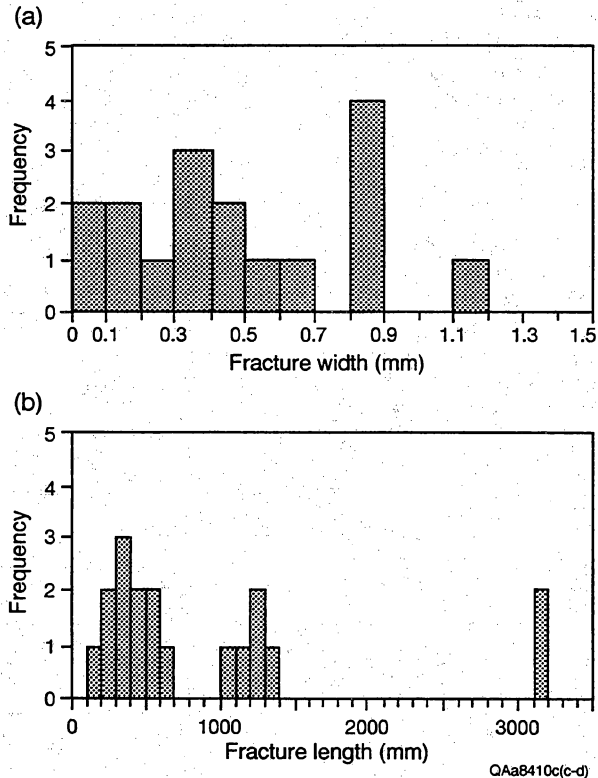 (a)
5
4
3
2
1
0
Frequency
0 0.1 0.3 0.5 0.7 0.9 1.1 1.3 1.5
Fracture width (mm)
(b)
5
4
3
2
1
0
Frequency
0 1000 2000 3000
Fracture length (mm)
QAa8410c(c-d)